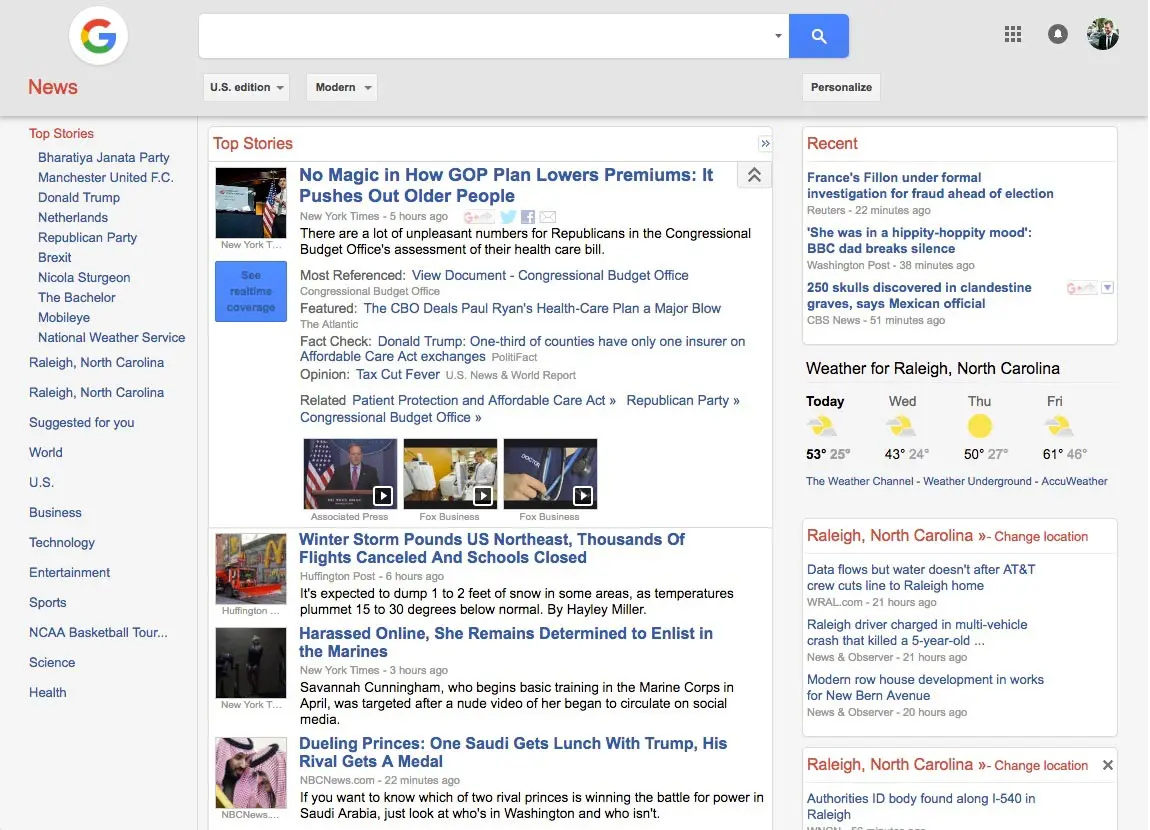 News
U.S. edition
Modern
Personalize
Top Stories
Bharatiya Janata Party
Manchester United F.C.
Donald Trump
Netherlands
Republican Party
Brexit
Nicola Sturgeon
The Bachelor
Mobileye
National Weather Service
Raleigh, North Carolina
Raleigh, North Carolina
Suggested for you
World
U.S.
Business
Technology
Entertainment
Sports
NCAA Basketball Tour...
Science
Health
Top Stories
No Magic in How GOP Plan Lowers Premiums: It
Pushes Out Older People
New York Times - 5 hours ago
There are a lot of unpleasant numbers for Republicans in the Congressional
Budget Office's assessment of their health care bill.
New York T...
See
realtime
coverage
Most Referenced: View Document - Congressional Budget Office
Congressional Budget Office
Featured: The CBO Deals Paul Ryan's Health-Care Plan a Major Blow
The Atlantic
Fact Check: Donald Trump: One-third of counties have only one insurer on
Affordable Care Act exchanges PolitiFact
Opinion: Tax Cut Fever U.S. News & World Report
Related Patient Protection and Affordable Care Act » Republican Party »
Congressional Budget Office »
DOCTOR
Associated Press
Fox Business
Fox Business
Winter Storm Pounds US Northeast, Thousands Of
Flights Canceled And Schools Closed
Huffington Post - 6 hours ago
It's expected to dump 1 to 2 feet of snow in some areas, as temperatures
plummet 15 to 30 degrees below normal. By Hayley Miller.
Huffington ...
Harassed Online, She Remains Determined to Enlist in
the Marines
New York Times - 3 hours ago
Savannah Cunningham, who begins basic training in the Marine Corps in
April, was targeted after a nude video of her began to circulate on social
media.
New York T...
Dueling Princes: One Saudi Gets Lunch With Trump, His
Rival Gets A Medal
NBCNews.com - 22 minutes ago
If you want to know which of two rival princes is winning the battle for power in
Saudi Arabia, just look at who's in Washington and who isn't.
NBCNews....
Recent
France's Fillon under formal
investigation for fraud ahead of election
Reuters - 22 minutes ago
'She was in a hippity-hoppity mood':
BBC dad breaks silence
Washington Post - 38 minutes ago
250 skulls discovered in clandestine
graves, says Mexican official
CBS News - 51 minutes ago
Weather for Raleigh, North Carolina
Today Wed Thu Fri
53° 25° 43° 24° 50° 27° 61° 46°
The Weather Channel - Weather Underground - AccuWeather
Raleigh, North Carolina »- Change location
Data flows but water doesn't after AT&T
crew cuts line to Raleigh home
WRAL.com - 21 hours ago
Raleigh driver charged in multi-vehicle
crash that killed a 5-year-old ...
News & Observer - 21 hours ago
Modern row house development in works
for New Bern Avenue
News & Observer - 20 hours ago
Raleigh, North Carolina »- Change location
Authorities ID body found along I-540 in
Raleigh